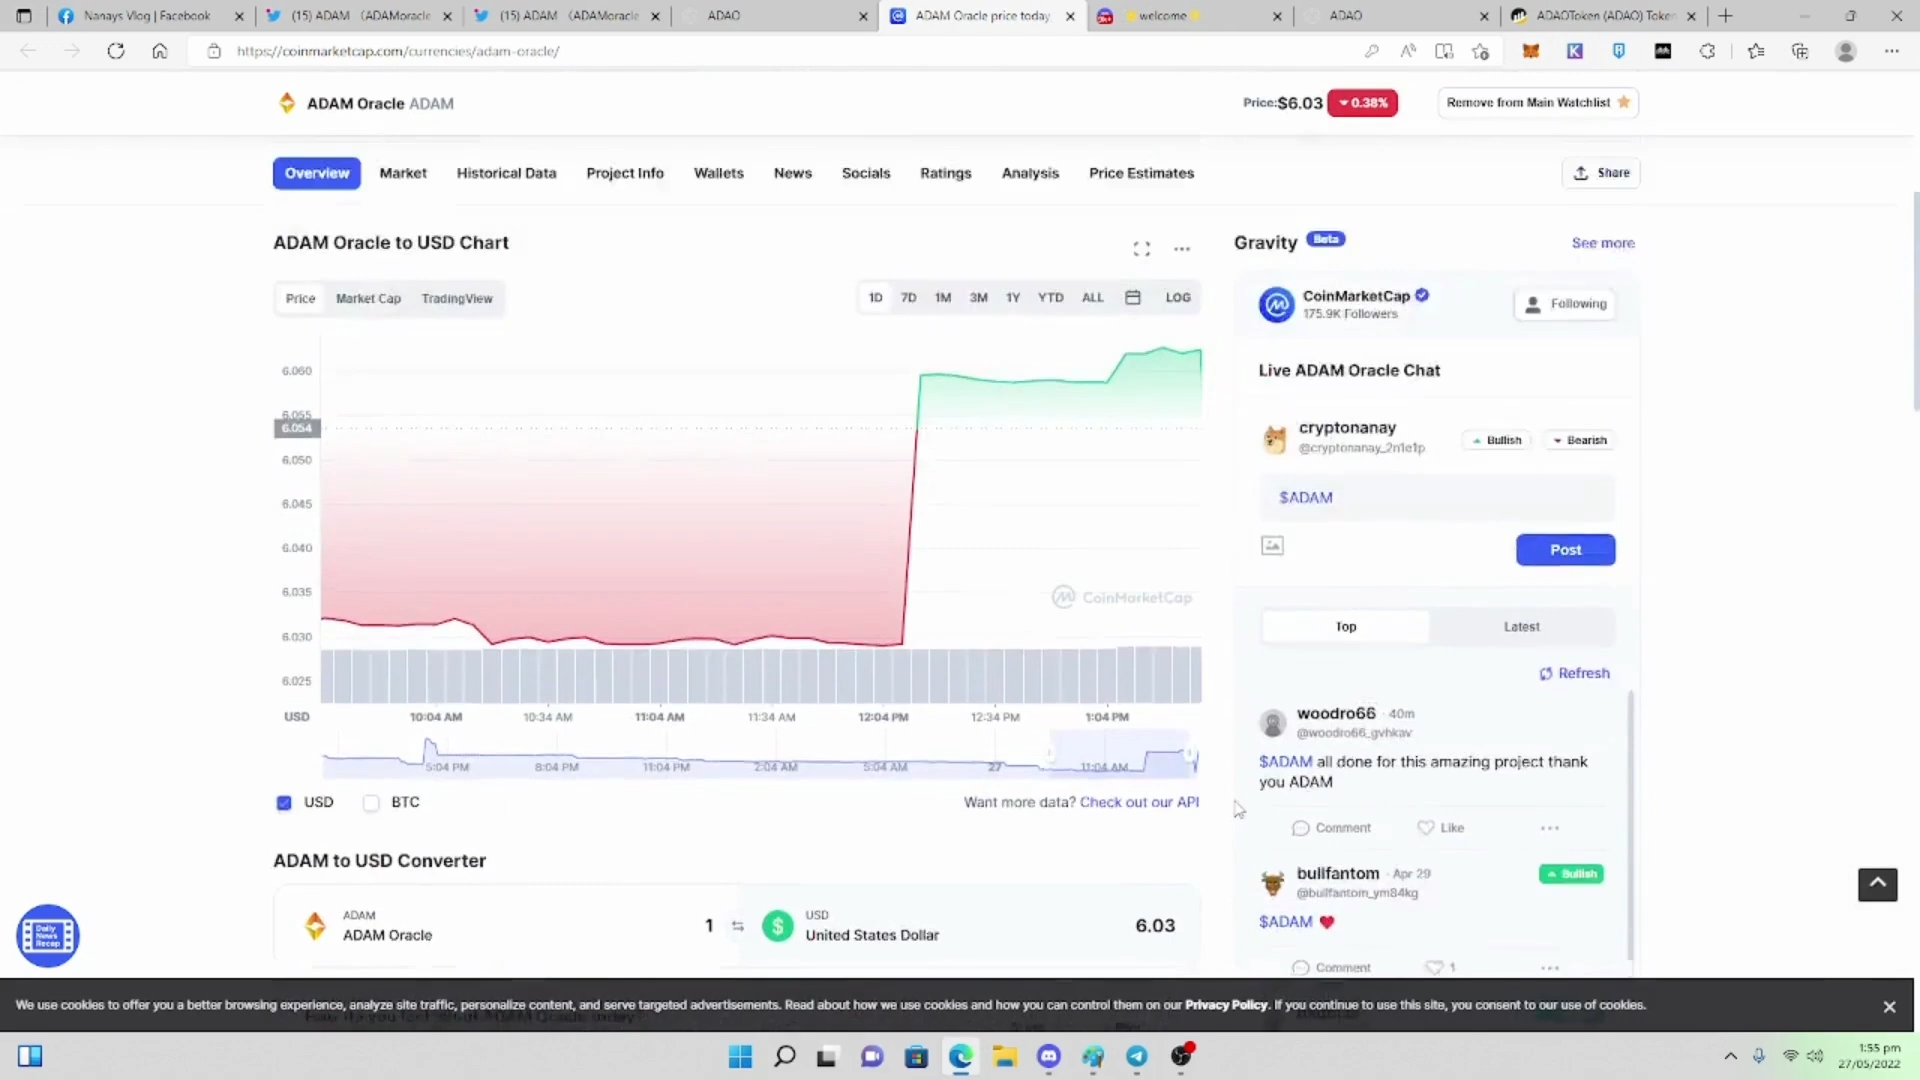 Nanays Vlog | Facebook
(15) ADAM (ADAMoracle
(15) ADAM (ADAMoracle
ADAO
ADAM Oracle price today,
welcome
ADAO
ADAOToken (ADAO) Token
https://coinmarketcap.com/currencies/adam-oracle/
ADAM Oracle ADAM
Price:$6.03 0.38%
Remove from Main Watchlist
Overview Market Historical Data Project Info Wallets News Socials Ratings Analysis Price Estimates
Share
ADAM Oracle to USD Chart
Price Market Cap TradingView
1D 7D 1M 3M 1Y YTD ALL LOG
6.060
6.055
6.054
6.050
6.045
6.040
6.035
6.030
6.025
CoinMarketCap
USD 10:04 AM 10:34 AM 11:04 AM 11:34 AM 12:04 PM 12:34 PM 1:04 PM
5:04 PM 8:04 PM 11:04 PM 2:04 AM 5:04 AM 27 11:04 AM
USD BTC
Want more data? Check out our API
ADAM to USD Converter
ADAM
ADAM Oracle
1
USD
United States Dollar
6.03
Gravity Beta
See more
CoinMarketCap
175.9K Followers
Following
Live ADAM Oracle Chat
cryptonanay
@cryptonanay_2n1e1p
Bullish
Bearish
$ADAM
Post
Top Latest
Refresh
woodro66 · 40m
@woodro66_gvhkav
$ADAM all done for this amazing project thank
you ADAM
Comment Like
bullfantom · Apr 29
@bullfantom_ym84kg
Bullish
$ADAM
Comment 1
Daily
News
Recap
We use cookies to offer you a better browsing experience, analyze site traffic, personalize content, and serve targeted advertisements. Read about how we use cookies and how you can control them on our Privacy Policy. If you continue to use this site, you consent to our use of cookies.
1:55 pm
27/05/2022